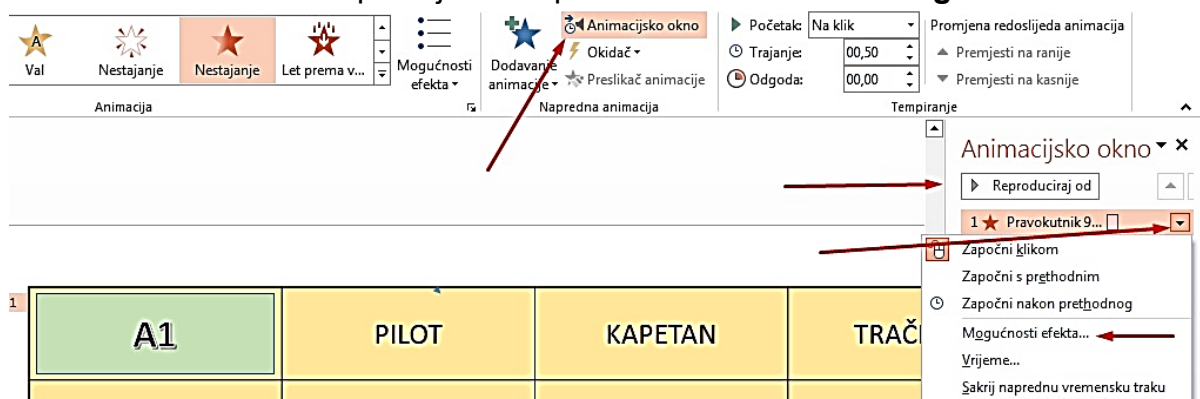 Animacijsko okno
Početak: Na klik
Promjena redoslijeda animacija
A
Val
Nestajanje
Nestajanje
Let prema v...
Mogućnosti
efekta
Dodavanje
animacije
Okidač
Trajanje: 00,50
Premjesti na ranije
Preslikač animacije
Odgoda: 00,00
Premjesti na kasnije
Animacija
Napredna animacija
Tempiranje
Animacijsko okno
Reproduciraj od
1 Pravokutnik 9...
Započni klikom
Započni s prethodnim
Započni nakon prethodnog
Mogućnosti efekta...
Vrijeme...
Sakrij naprednu vremensku traku
1
A1
PILOT
KAPETAN